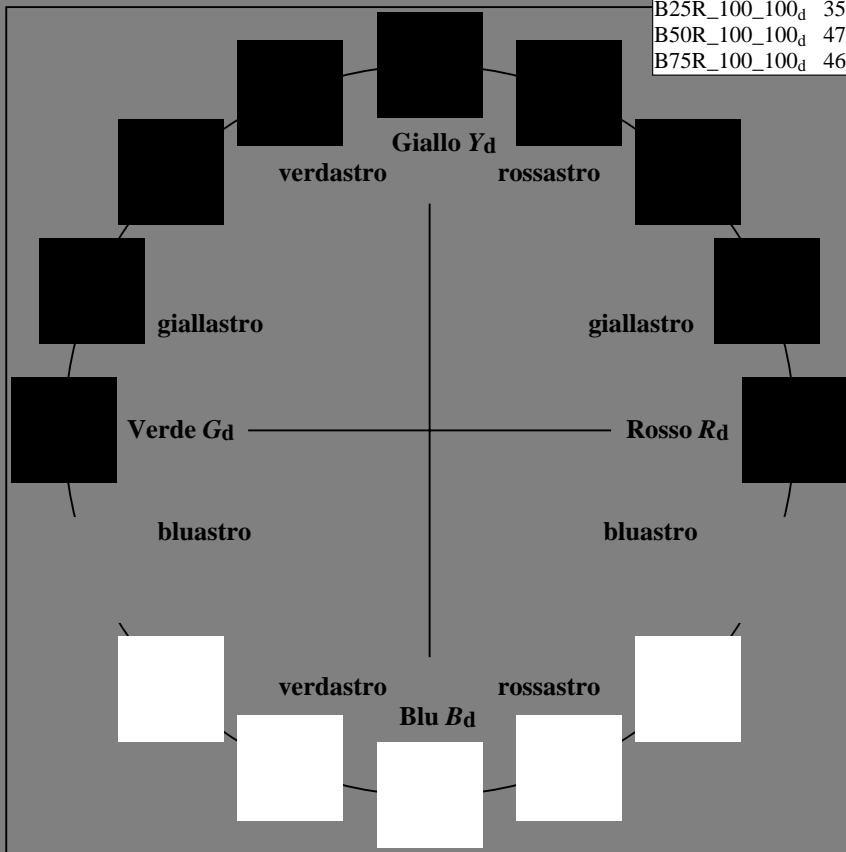 B25R_100_100d 35
B50R_100_100d 47
B75R_100_100d 46
Giallo Yd
verdastro rossastro
giallastro giallastro
Verde Gd Rosso Rd
bluastro bluastro
verdastro rossastro
Blu Bd